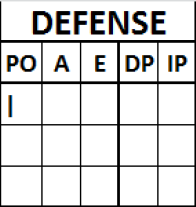 DEFENSE
PO A E DP IP
|